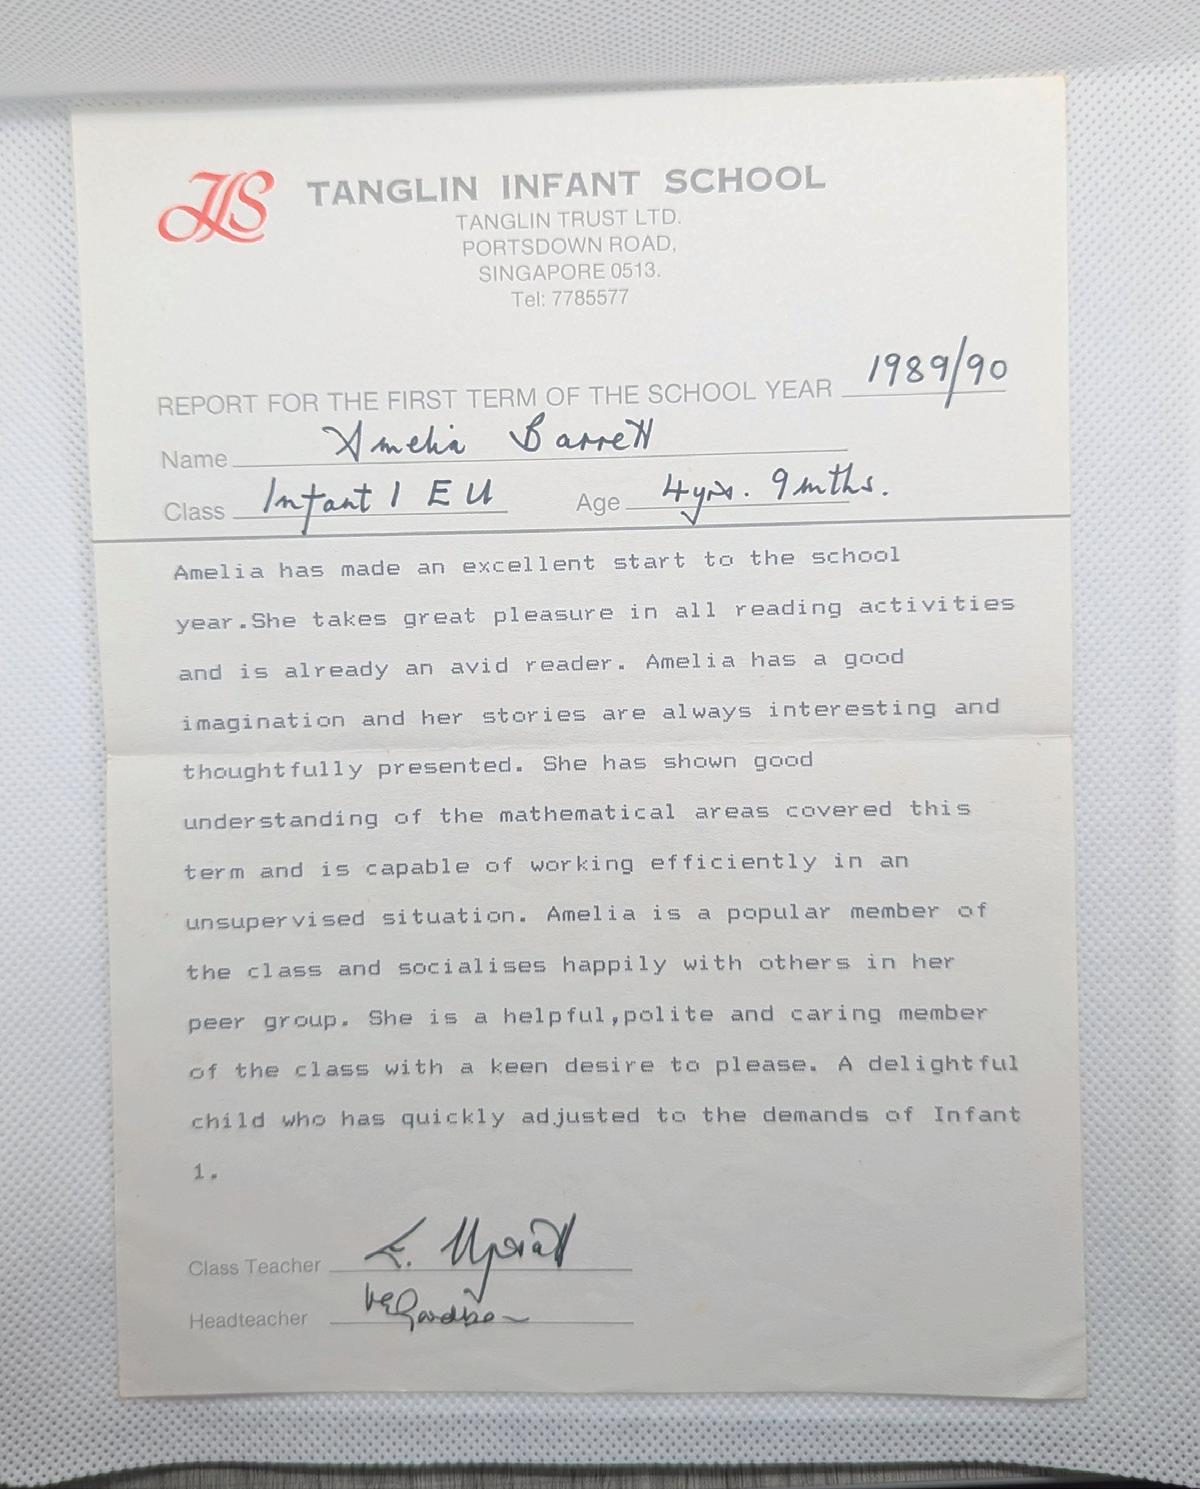 TIS TANGLIN INFANT SCHOOL
TANGLIN TRUST LTD.
PORTSDOWN ROAD,
SINGAPORE 0513.
Tel: 7785577
REPORT FOR THE FIRST TERM OF THE SCHOOL YEAR 1989/90
Name Amelia Barrett
Class Infant 1 EU Age 4yrs. 9mths.
Amelia has made an excellent start to the school
year.She takes great pleasure in all reading activities
and is already an avid reader. Amelia has a good
imagination and her stories are always interesting and
thoughtfully presented. She has shown good
understanding of the mathematical areas covered this
term and is capable of working efficiently in an
unsupervised situation. Amelia is a popular member of
the class and socialises happily with others in her
peer group. She is a helpful,polite and caring member
of the class with a keen desire to please. A delightful
child who has quickly adjusted to the demands of Infant
1.
Class Teacher
Headteacher